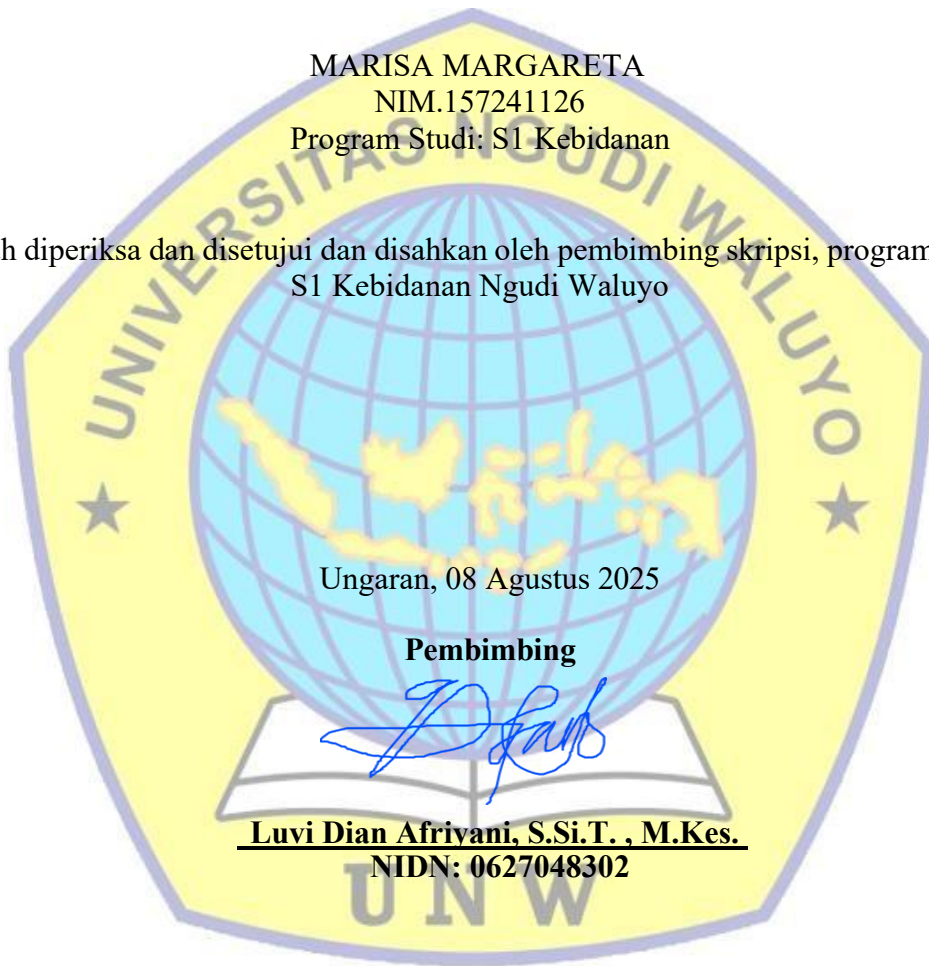 MARISA MARGARETA
NIM.157241126
Program Studi: S1 Kebidanan
UNIVERSITAS NGUDI WALUYO
h diperiksa dan disetujui dan disahkan oleh pembimbing skripsi, program
S1 Kebidanan Ngudi Waluyo
Ungaran, 08 Agustus 2025
Pembimbing
Luvi Dian Afriyani, S.Si.T. , M.Kes.
NIDN: 0627048302
UNW